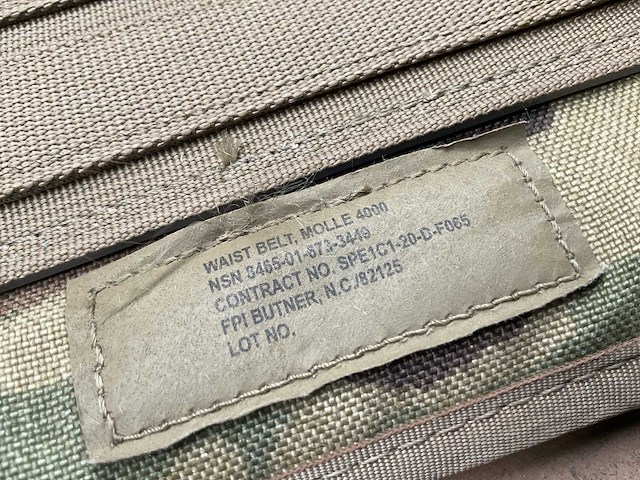 WAIST BELT, MOLLE 4000
NSN 8465-01-673-3449
CONTRACT NO. SPE1C1-20-D-F065
FPI BUTNER, N.C./82125
LOT NO.